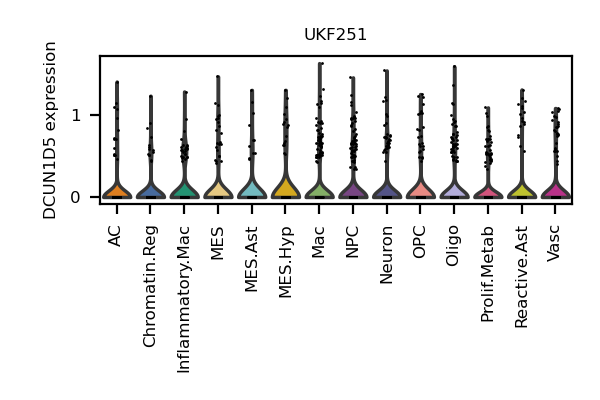 UKF251
DCUN1D5 expression
1
0
AC
Chromatin.Reg
Inflammatory.Mac
MES
MES.Ast
MES.Hyp
Mac
NPC
Neuron
OPC
Oligo
Prolif.Metab
Reactive.Ast
Vasc